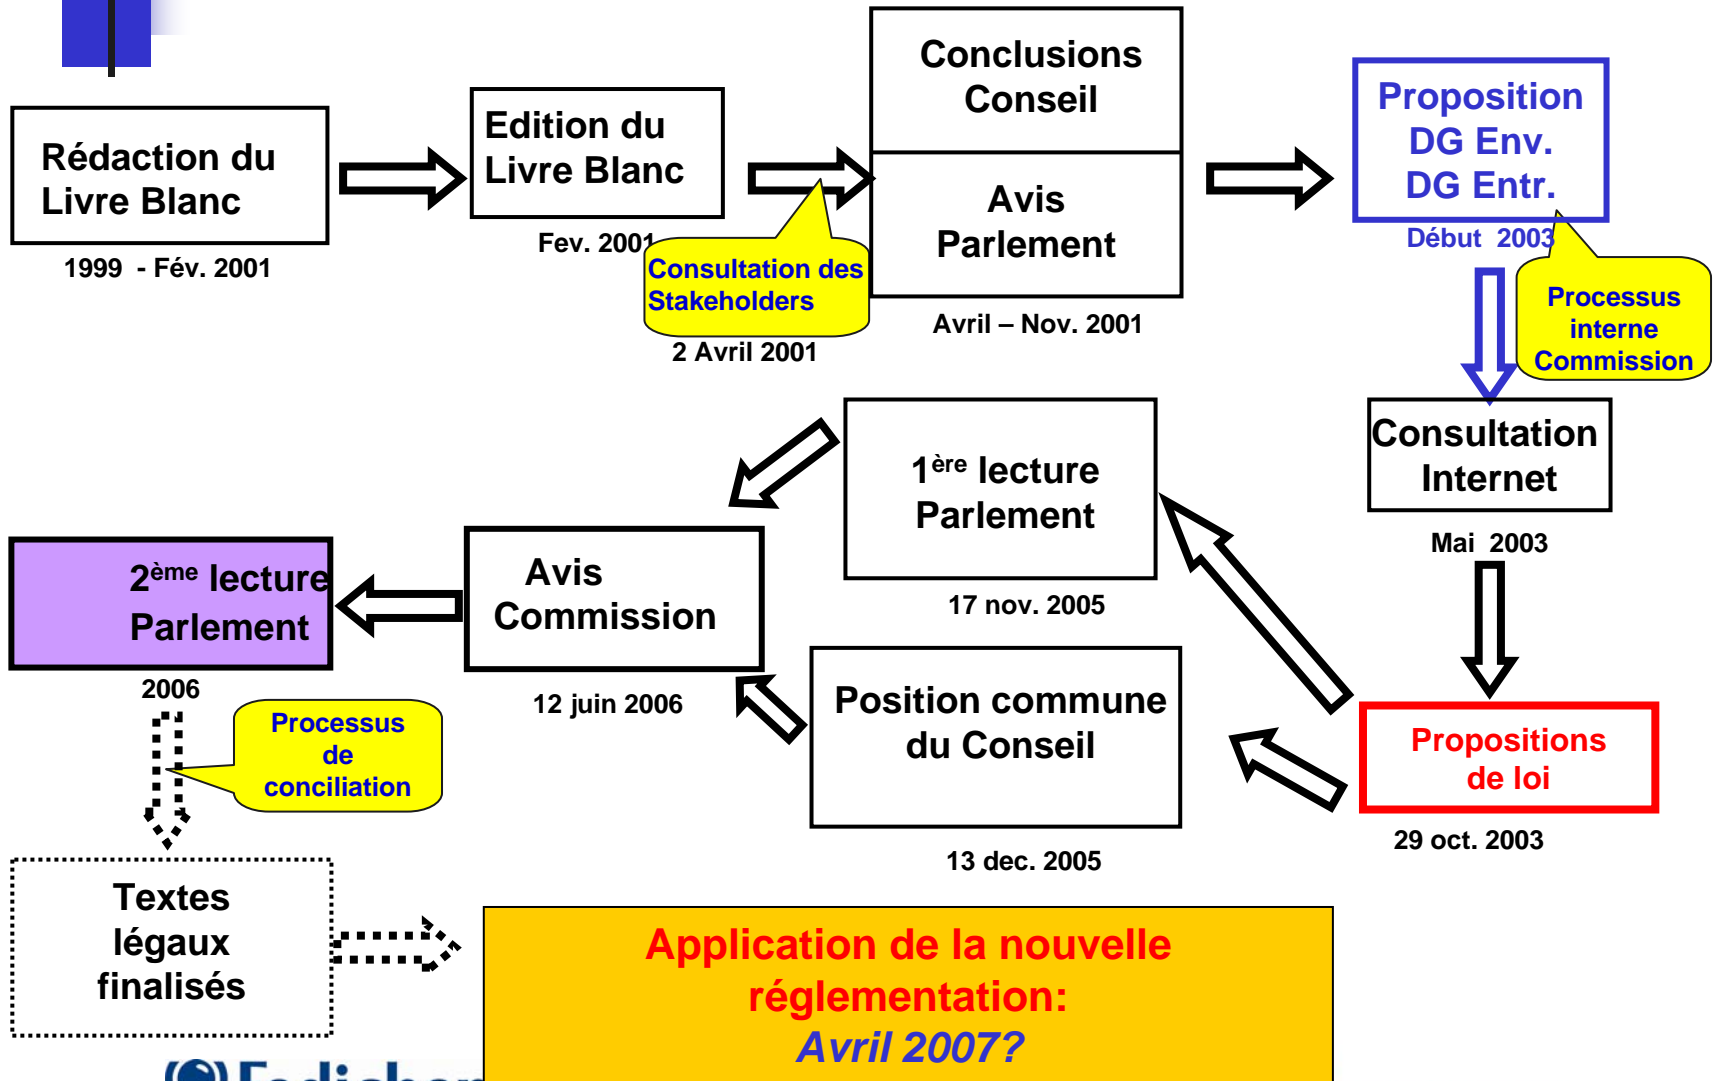 Conclusions
Conseil
Avis
Parlement
Avril – Nov. 2001
Rédaction du
Livre Blanc
1999 - Fév. 2001
Edition du
Livre Blanc
Fev. 2001
Consultation des
Stakeholders
2 Avril 2001
Proposition
DG Env.
DG Entr.
Début 2003
Processus
interne
Commission
Consultation
Internet
Mai 2003
Propositions
de loi
29 oct. 2003
1ère lecture
Parlement
17 nov. 2005
Position commune
du Conseil
13 dec. 2005
Avis
Commission
12 juin 2006
2ème lecture
Parlement
2006
Processus
de
conciliation
Textes
légaux
finalisés
Application de la nouvelle
réglementation:
Avril 2007?